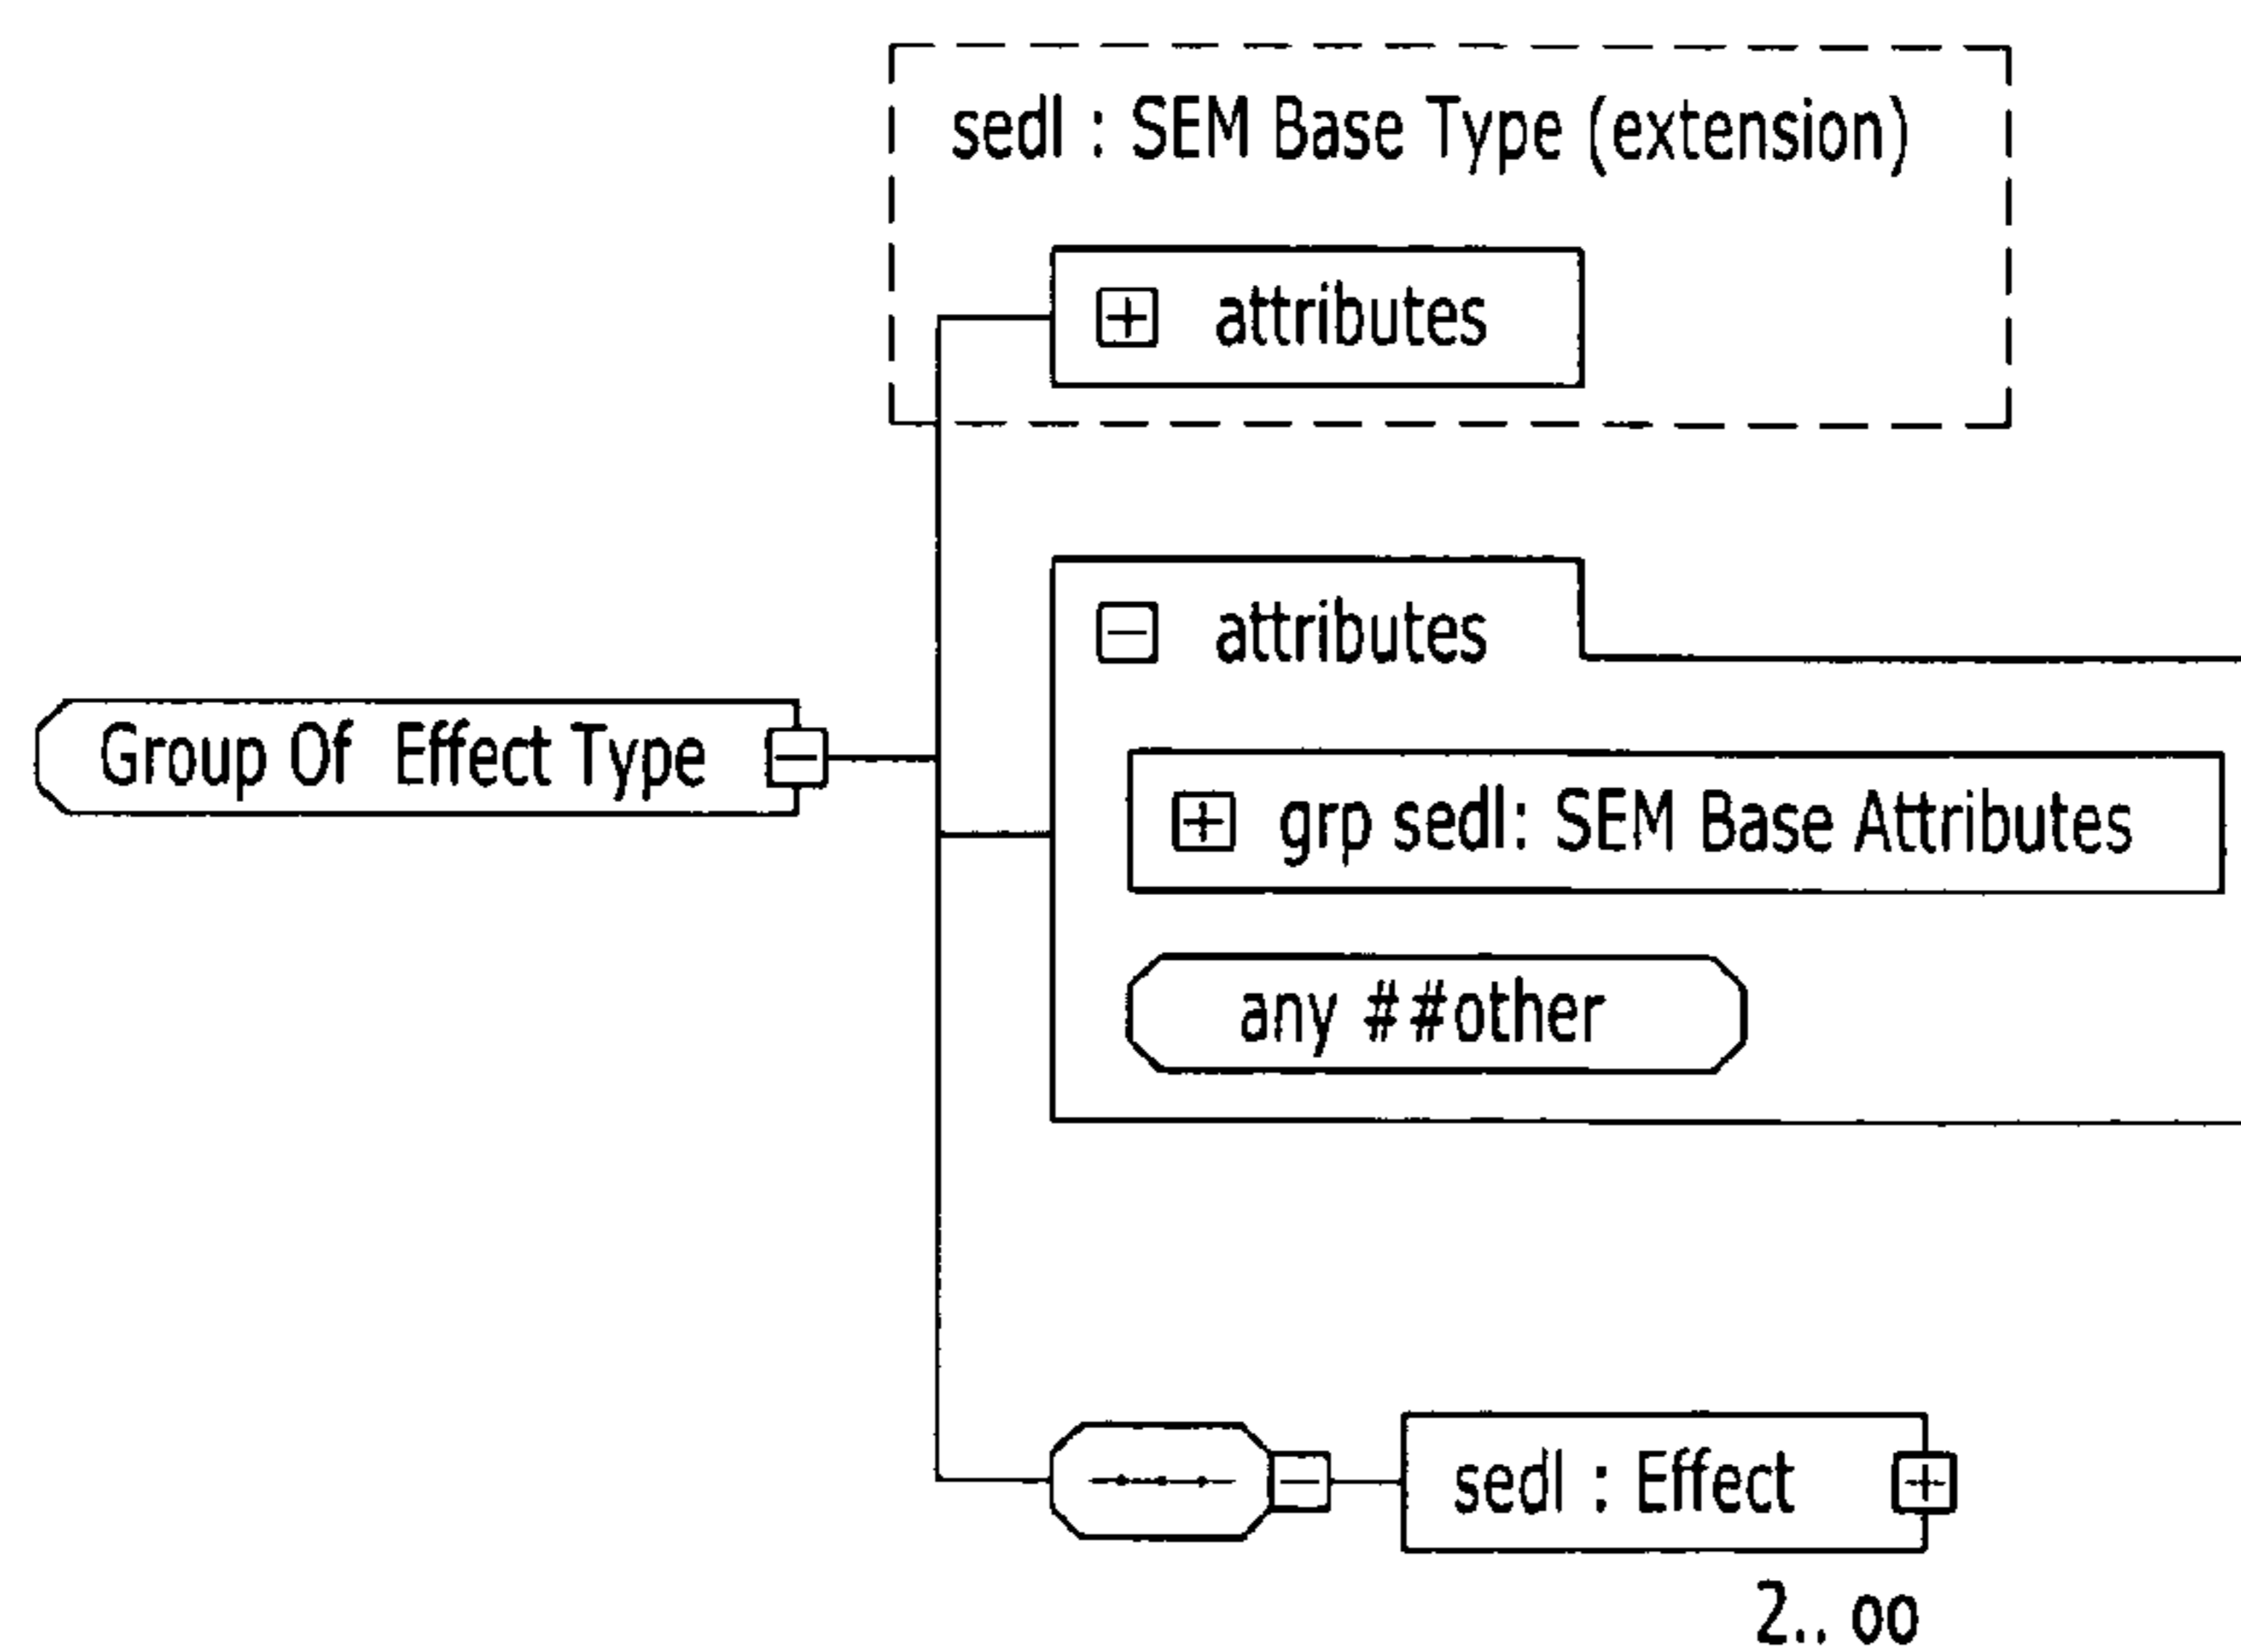 sedl : SEM Base Type (extension)
attributes
attributes
Group Of Effect Type
grp sedl: SEM Base Attributes
any ##other
sedl : Effect
2.. oo